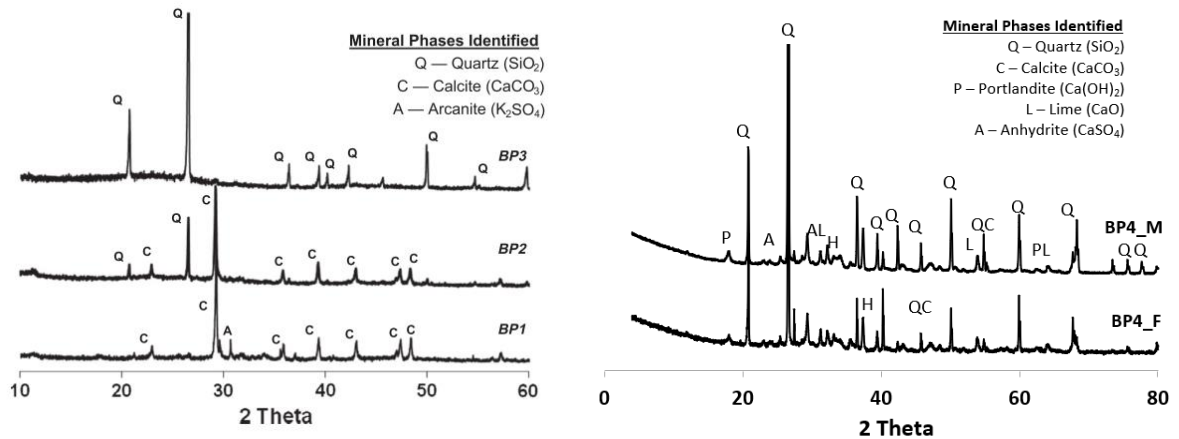 Mineral Phases Identified
Q — Quartz (SiO₂)
C — Calcite (CaCO₃)
A — Arcanite (K₂SO₄)
Q
Q
Q Q Q Q Q Q
BP3
C
Q
Q C C C C C C
BP2
C
C A C C C C C
BP1
10 20 30 40 50 60
2 Theta
Mineral Phases Identified
Q – Quartz (SiO₂)
C – Calcite (CaCO₃)
P – Portlandite (Ca(OH)₂)
L – Lime (CaO)
A – Anhydrite (CaSO₄)
Q
Q
Q Q
Q Q
Q Q Q QC
P A AL H L PL Q Q
BP4_M
H QC
BP4_F
0 20 40 60 80
2 Theta